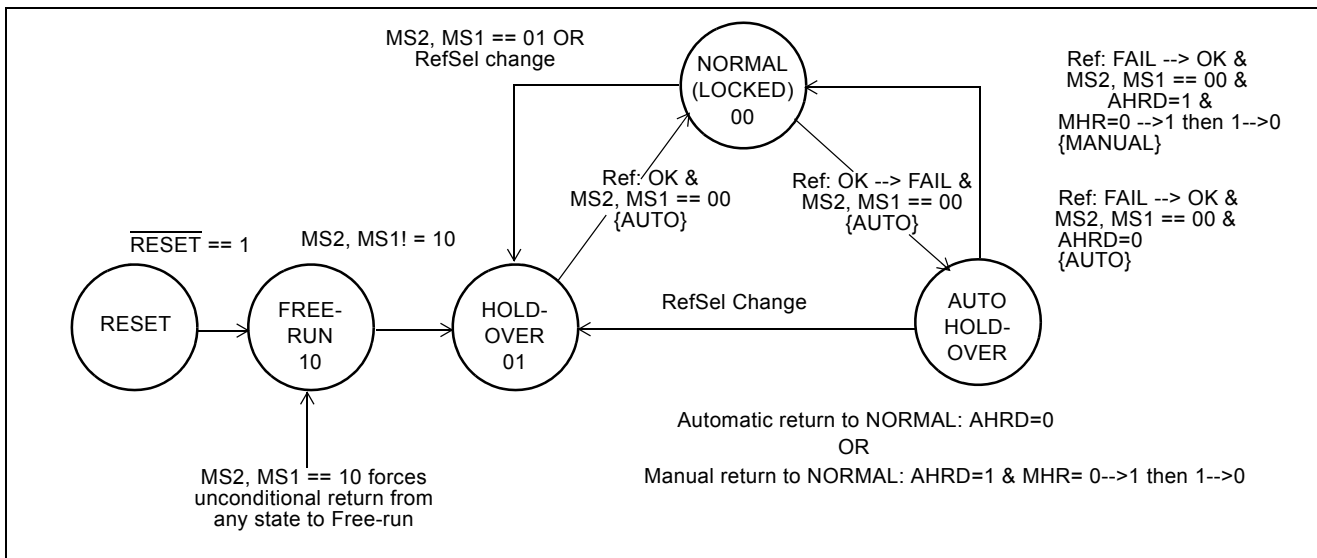 MS2, MS1 == 01 OR
RefSel change
NORMAL
(LOCKED)
00
Ref: FAIL --> OK &
MS2, MS1 == 00 &
AHRD=1 &
MHR=0 -->1 then 1-->0
{MANUAL}
Ref: OK &
MS2, MS1 == 00
{AUTO}
Ref: OK --> FAIL &
MS2, MS1 == 00
{AUTO}
Ref: FAIL --> OK &
MS2, MS1 == 00 &
AHRD=0
{AUTO}
RESET == 1
MS2, MS1! = 10
RESET
FREE-
RUN
10
HOLD-
OVER
01
RefSel Change
AUTO
HOLD-
OVER
MS2, MS1 == 10 forces
unconditional return from
any state to Free-run
Automatic return to NORMAL: AHRD=0
OR
Manual return to NORMAL: AHRD=1 & MHR= 0-->1 then 1-->0